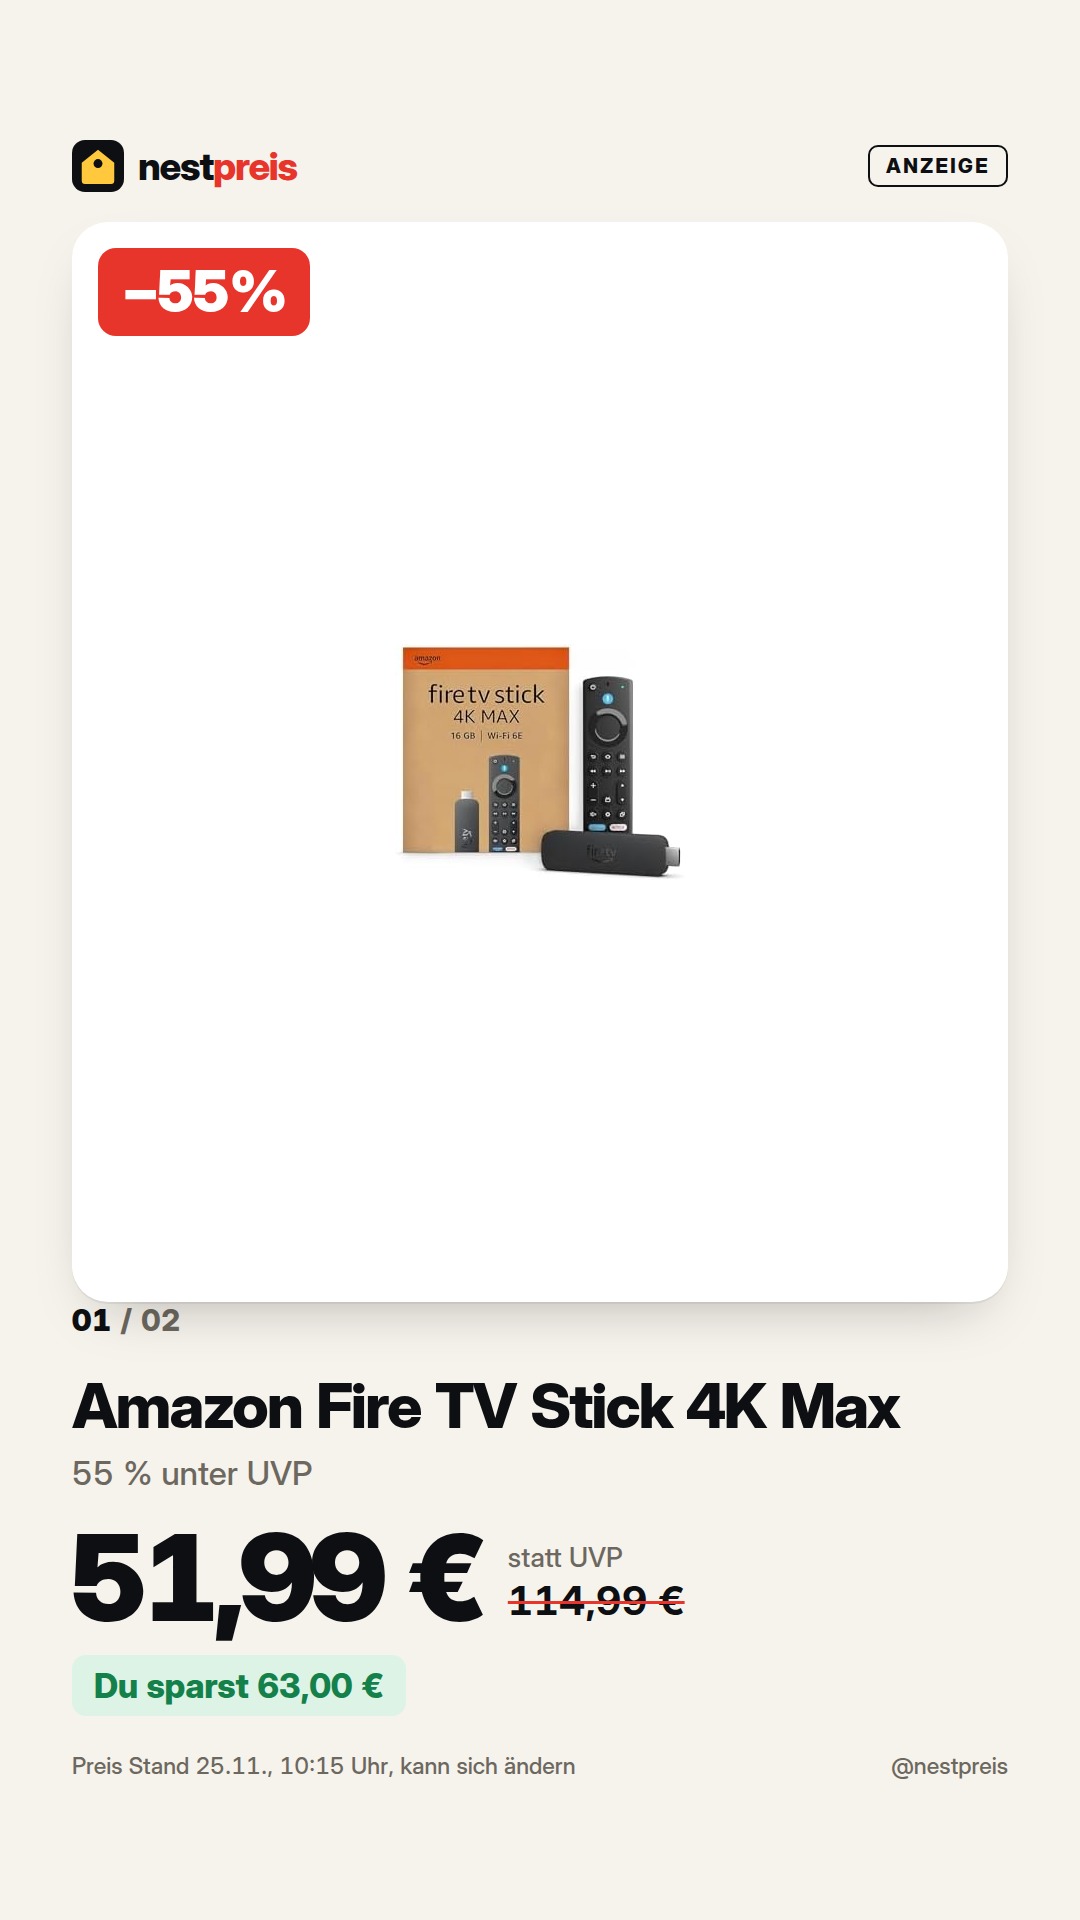 nestpreis
ANZEIGE
–55%
amazon
fire tv stick
4K MAX
16 GB | Wi-Fi 6E
fire tv
01 / 02
Amazon Fire TV Stick 4K Max
55 % unter UVP
51,99 €
statt UVP
114,99 €
Du sparst 63,00 €
Preis Stand 25.11., 10:15 Uhr, kann sich ändern
@nestpreis